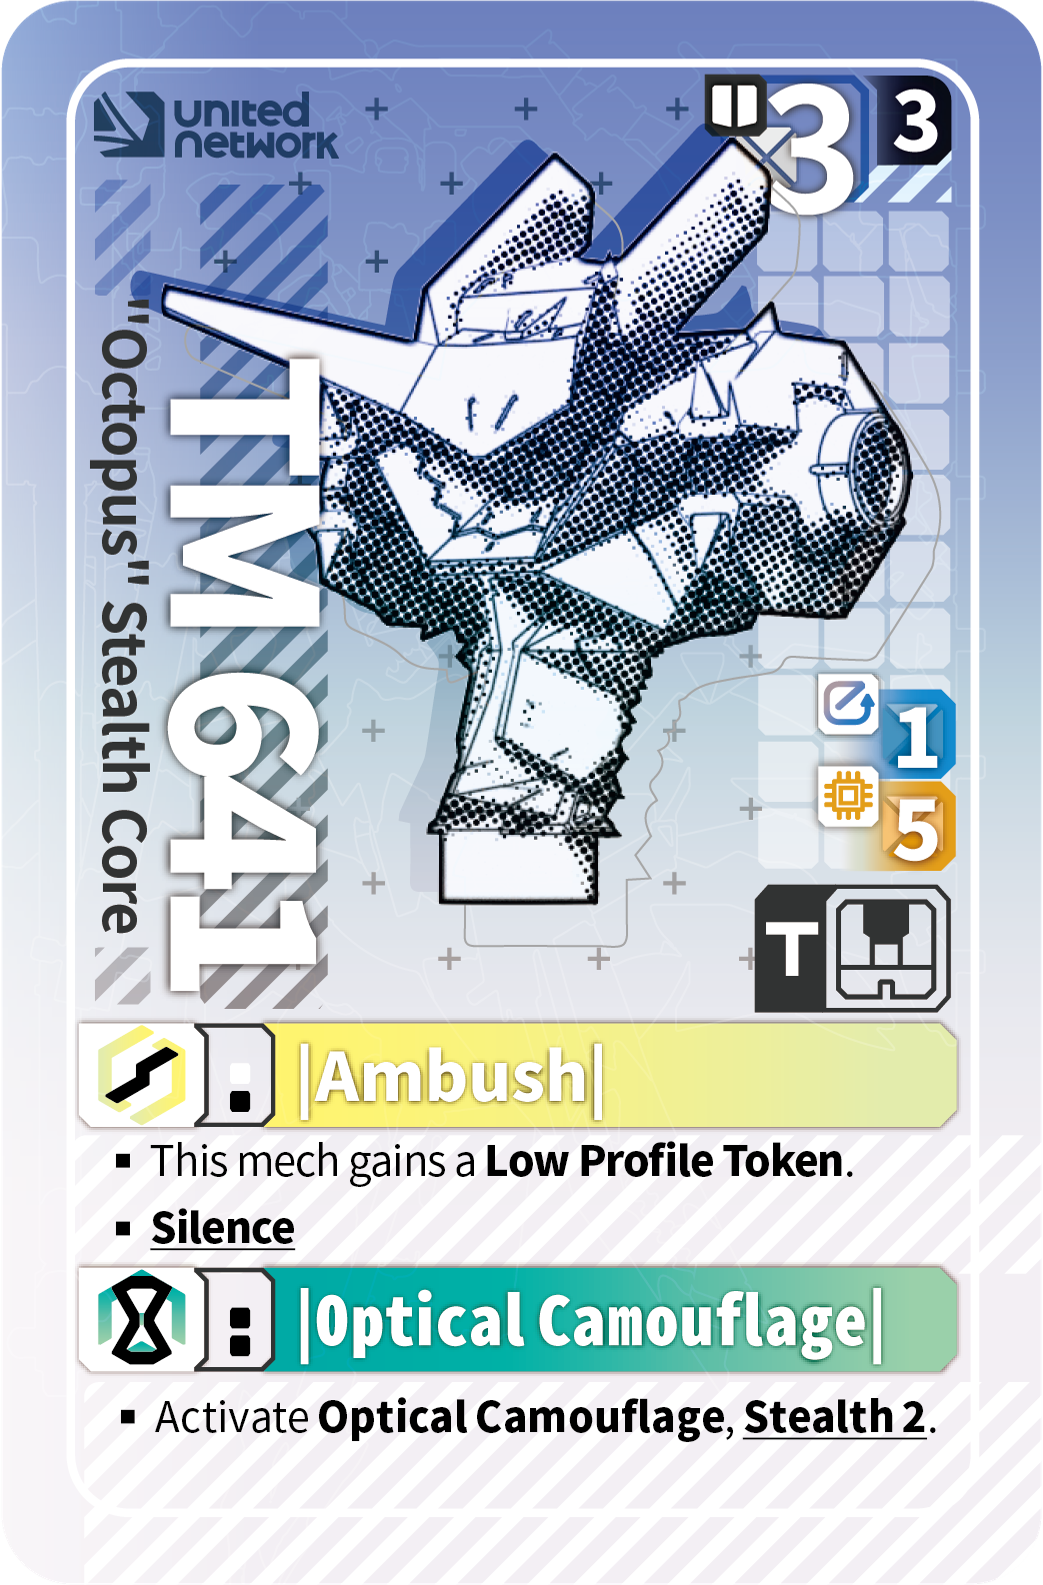 united
network
3
3
"Octopus" Stealth Core
TM 641
1
5
T
|Ambush|
▪ This mech gains a Low Profile Token.
▪ Silence
|Optical Camouflage|
▪ Activate Optical Camouflage, Stealth 2.